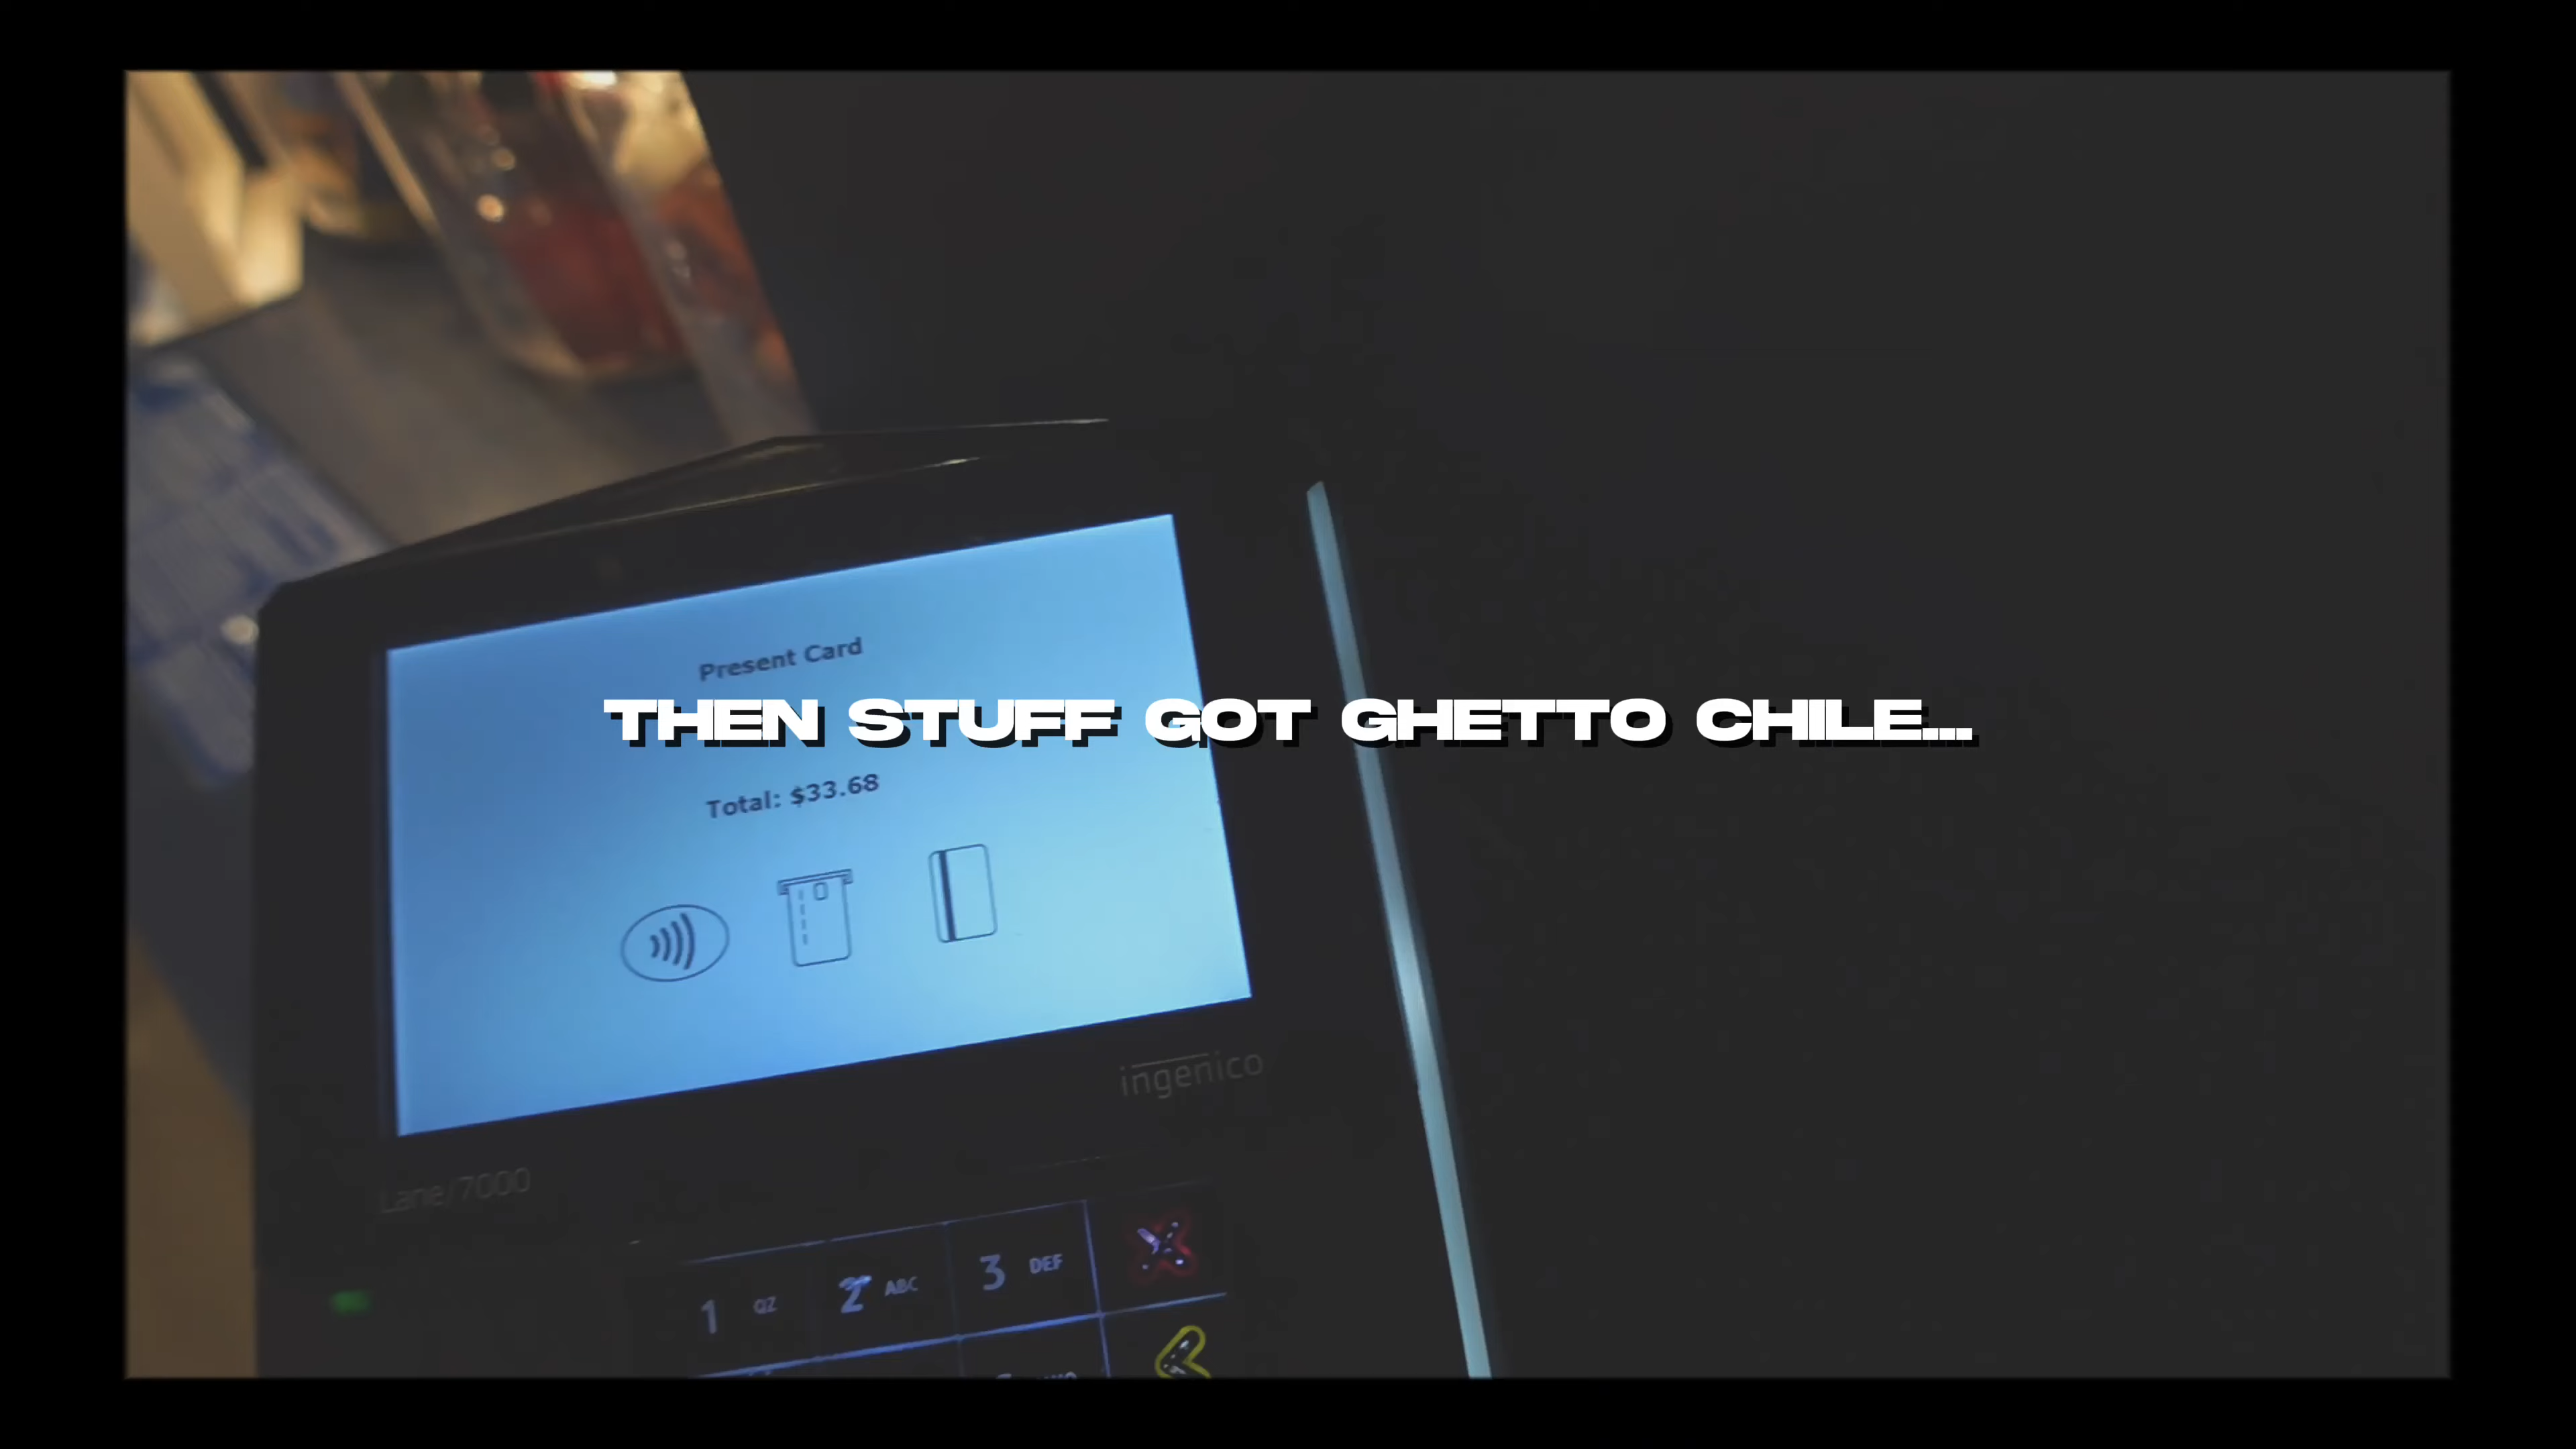 Present Card
THEN STUFF GOT GHETTO CHILE...
Total: $33.68
ingenico
Lane/7000
1 QZ 2 ABC 3 DEF